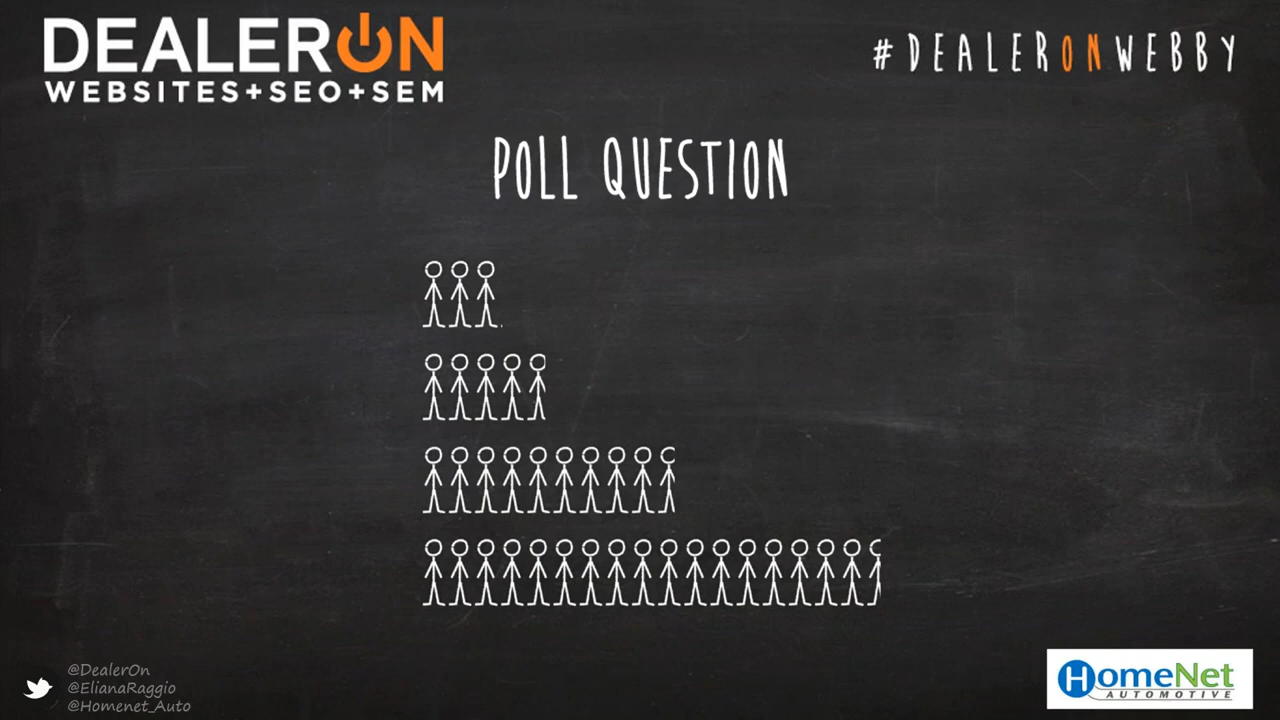 DEALERON
WEBSITES+SEO+SEM
#DEALERONWEBBY
POLL QUESTION
@DealerOn
@ElianaRaggio
@Homenet_Auto
HomeNet
AUTOMOTIVE